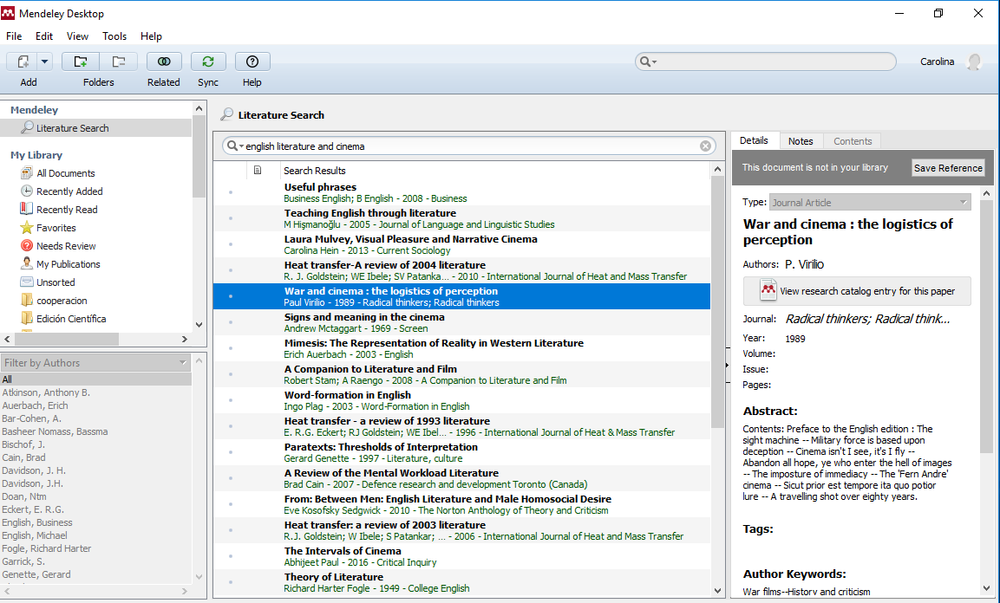 Mendeley Desktop
File Edit View Tools Help
Add Folders Related Sync Help
Carolina
Mendeley
Literature Search
My Library
All Documents
Recently Added
Recently Read
Favorites
Needs Review
My Publications
Unsorted
cooperacion
Edición Científica
Filter by Authors
All
Atkinson, Anthony B.
Auerbach, Erich
Bar-Cohen, A.
Basheer Nomass, Bassma
Bischof, J.
Cain, Brad
Davidson, J. H.
Davidson, J.H.
Doan, Ntm
Eckert, E. R.G.
English, Business
English, Michael
Fogle, Richard Harter
Garrick, S.
Genette, Gerard
Literature Search
english literature and cinema
Search Results
Useful phrases
Business English; B English - 2008 - Business
Teaching English through literature
M Hişmanoğlu - 2005 - Journal of Language and Linguistic Studies
Laura Mulvey, Visual Pleasure and Narrative Cinema
Carolina Hein - 2013 - Current Sociology
Heat transfer-A review of 2004 literature
R. J. Goldstein; WE Ibele; SV Patanka... - 2010 - International Journal of Heat and Mass Transfer
War and cinema : the logistics of perception
Paul Virilio - 1989 - Radical thinkers; Radical thinkers
Signs and meaning in the cinema
Andrew Mctaggart - 1969 - Screen
Mimesis: The Representation of Reality in Western Literature
Erich Auerbach - 2003 - English
A Companion to Literature and Film
Robert Stam; A Raengo - 2008 - A Companion to Literature and Film
Word-formation in English
Ingo Plag - 2003 - Word-Formation in English
Heat transfer - a review of 1993 literature
E. R.G. Eckert; RJ Goldstein; WE Ibel... - 1996 - International Journal of Heat & Mass Transfer
Paratexts: Thresholds of Interpretation
Gerard Genette - 1997 - Literature, culture
A Review of the Mental Workload Literature
Brad Cain - 2007 - Defence research and development Toronto (Canada)
From: Between Men: English Literature and Male Homosocial Desire
Eve Kosofsky Sedgwick - 2010 - The Norton Anthology of Theory and Criticism
Heat transfer: a review of 2003 literature
R.J. Goldstein; W Ibele; S Patankar; ... - 2006 - International Journal of Heat and Mass Transfer
The Intervals of Cinema
Abhijeet Paul - 2016 - Critical Inquiry
Theory of Literature
Richard Harter Fogle - 1949 - College English
Details Notes Contents
This document is not in your library Save Reference
Type: Journal Article
War and cinema : the logistics of
perception
Authors: P. Virilio
View research catalog entry for this paper
Journal: Radical thinkers; Radical think...
Year: 1989
Volume:
Issue:
Pages:
Abstract:
Contents: Preface to the English edition : The
sight machine -- Military force is based upon
deception -- Cinema isn't I see, it's I fly --
Abandon all hope, ye who enter the hell of images
-- The imposture of immediacy -- The 'Fern Andre'
cinema -- Sicut prior est tempore ita quo potior
lure -- A travelling shot over eighty years.
Tags:
Author Keywords:
War films--History and criticism